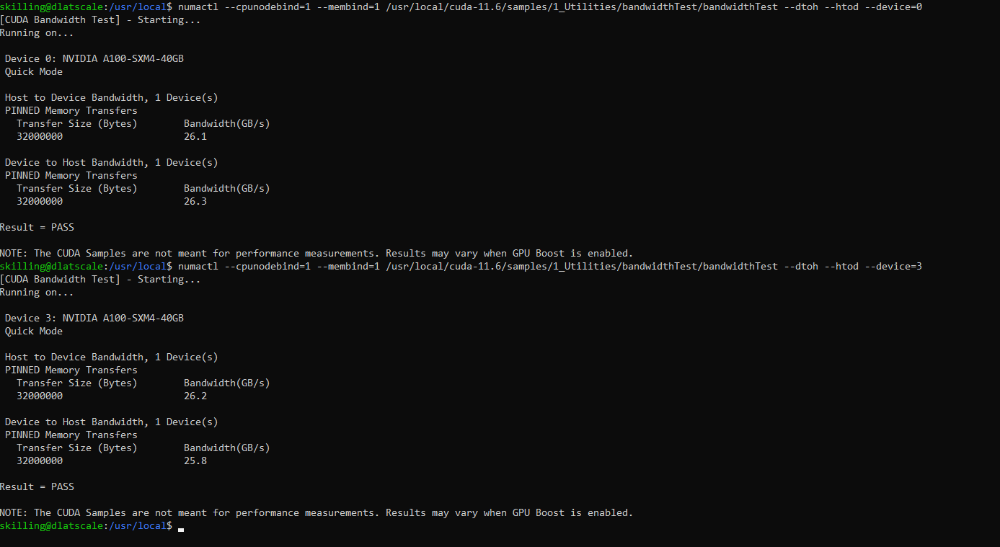 skilling@dlatscale:/usr/local$ numactl --cpunodebind=1 --membind=1 /usr/local/cuda-11.6/samples/1_Utilities/bandwidthTest/bandwidthTest --dtoh --htod --device=0
[CUDA Bandwidth Test] - Starting...
Running on...
Device 0: NVIDIA A100-SXM4-40GB
Quick Mode
Host to Device Bandwidth, 1 Device(s)
PINNED Memory Transfers
Transfer Size (Bytes) Bandwidth(GB/s)
32000000 26.1
Device to Host Bandwidth, 1 Device(s)
PINNED Memory Transfers
Transfer Size (Bytes) Bandwidth(GB/s)
32000000 26.3
Result = PASS
NOTE: The CUDA Samples are not meant for performance measurements. Results may vary when GPU Boost is enabled.
skilling@dlatscale:/usr/local$ numactl --cpunodebind=1 --membind=1 /usr/local/cuda-11.6/samples/1_Utilities/bandwidthTest/bandwidthTest --dtoh --htod --device=3
[CUDA Bandwidth Test] - Starting...
Running on...
Device 3: NVIDIA A100-SXM4-40GB
Quick Mode
Host to Device Bandwidth, 1 Device(s)
PINNED Memory Transfers
Transfer Size (Bytes) Bandwidth(GB/s)
32000000 26.2
Device to Host Bandwidth, 1 Device(s)
PINNED Memory Transfers
Transfer Size (Bytes) Bandwidth(GB/s)
32000000 25.8
Result = PASS
NOTE: The CUDA Samples are not meant for performance measurements. Results may vary when GPU Boost is enabled.
skilling@dlatscale:/usr/local$